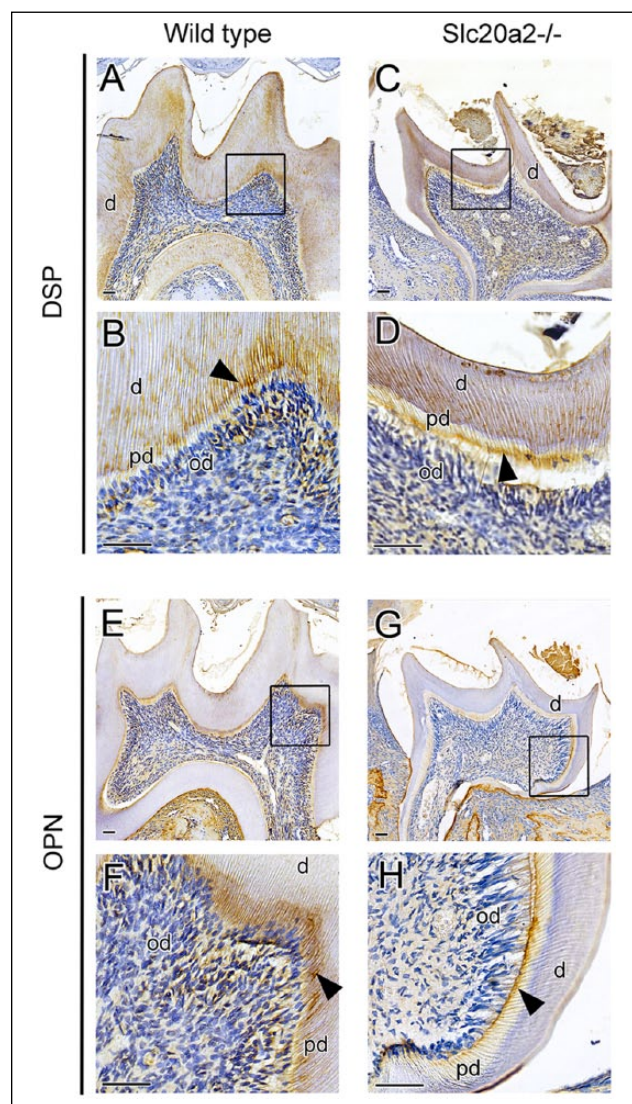 Wild type Slc20a2-/-
DSP
A C
d d
B D
d d
pd pd
od od
OPN
E G
d
F H
d
od od
d
pd pd